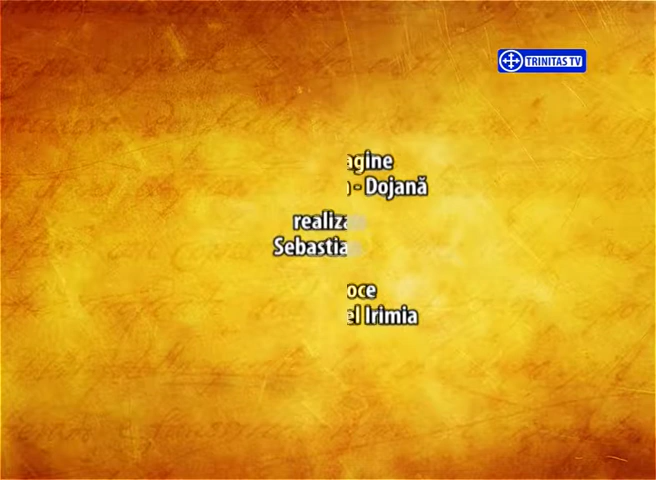 TRINITAS TV
agine
- Dojană
realiza
Sebastia
oce
el Irimia